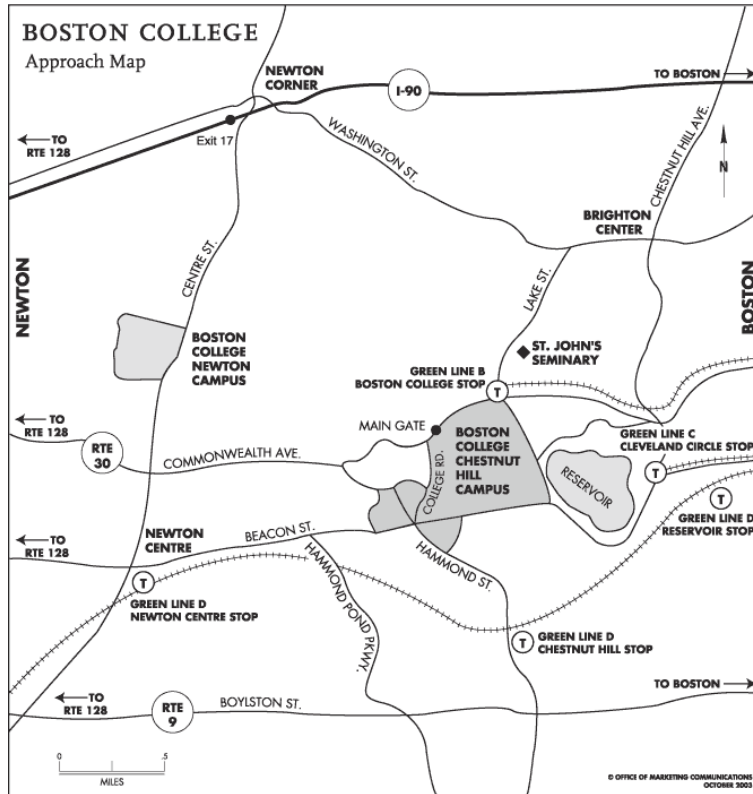 BOSTON COLLEGE
Approach Map
NEWTON
CORNER
I-90
TO BOSTON
TO
RTE 128
Exit 17
WASHINGTON ST.
CHESTNUT HILL AVE.
N
BRIGHTON
CENTER
NEWTON
CENTRE ST.
LAKE ST.
BOSTON
BOSTON
COLLEGE
NEWTON
CAMPUS
ST. JOHN'S
SEMINARY
GREEN LINE B
BOSTON COLLEGE STOP
T
TO
RTE 128
RTE
30
COMMONWEALTH AVE.
MAIN GATE
COLLEGE RD.
BOSTON
COLLEGE
CHESTNUT
HILL
CAMPUS
RESERVOIR
GREEN LINE C
CLEVELAND CIRCLE STOP
T
T
GREEN LINE D
RESERVOIR STOP
TO
RTE 128
NEWTON
CENTRE
BEACON ST.
HAMMOND ST.
HAMMOND POND PKWY.
T
GREEN LINE D
NEWTON CENTRE STOP
T
GREEN LINE D
CHESTNUT HILL STOP
TO
RTE 128
RTE
9
BOYLSTON ST.
TO BOSTON
0 .5
MILES
© OFFICE OF MARKETING COMMUNICATIONS
OCTOBER 2003